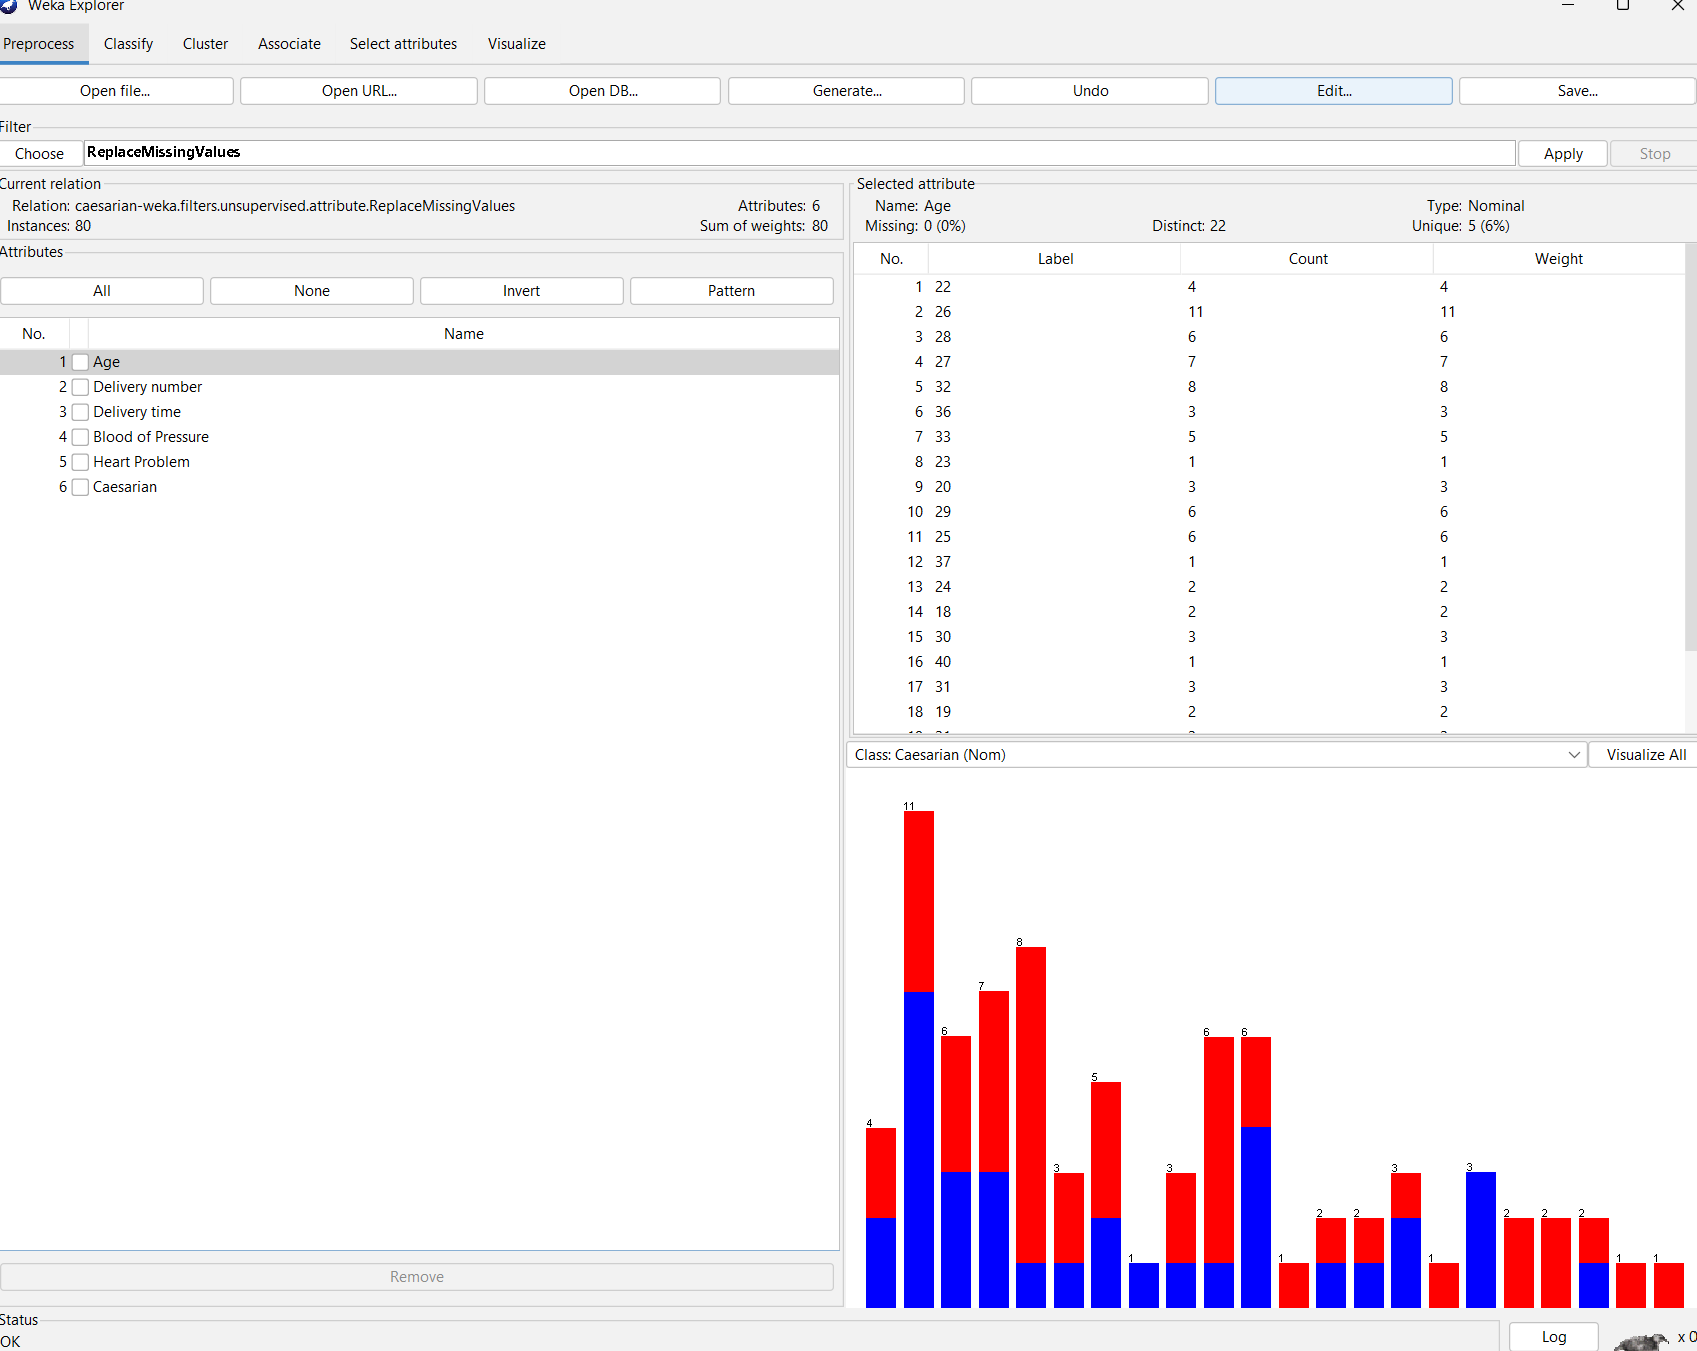 Weka Explorer
Preprocess Classify Cluster Associate Select attributes Visualize
Open file... Open URL... Open DB... Generate... Undo Edit... Save...
Filter
Choose ReplaceMissingValues Apply Stop
Current relation
Relation: caesarian-weka.filters.unsupervised.attribute.ReplaceMissingValues Attributes: 6
Instances: 80 Sum of weights: 80
Attributes
All None Invert Pattern
No. Name
1 Age
2 Delivery number
3 Delivery time
4 Blood of Pressure
5 Heart Problem
6 Caesarian
Remove
Selected attribute
Name: Age Type: Nominal
Missing: 0 (0%) Distinct: 22 Unique: 5 (6%)
No. Label Count Weight
1 22 4 4
2 26 11 11
3 28 6 6
4 27 7 7
5 32 8 8
6 36 3 3
7 33 5 5
8 23 1 1
9 20 3 3
10 29 6 6
11 25 6 6
12 37 1 1
13 24 2 2
14 18 2 2
15 30 3 3
16 40 1 1
17 31 3 3
18 19 2 2
Class: Caesarian (Nom) Visualize All
4 11 6 7 8 3 5 1 3 6 6 1 2 2 3 1 3 2 2 2 1 1
Status
OK
Log x 0